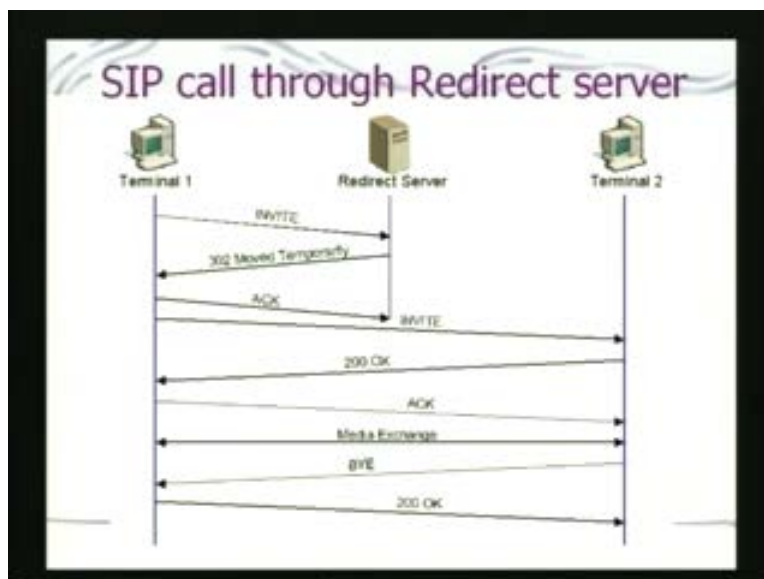 SIP call through Redirect server
Terminal 1
Redirect Server
Terminal 2
INVITE
302 Moved Temporarily
ACK
INVITE
200 OK
ACK
Media Exchange
BYE
200 OK